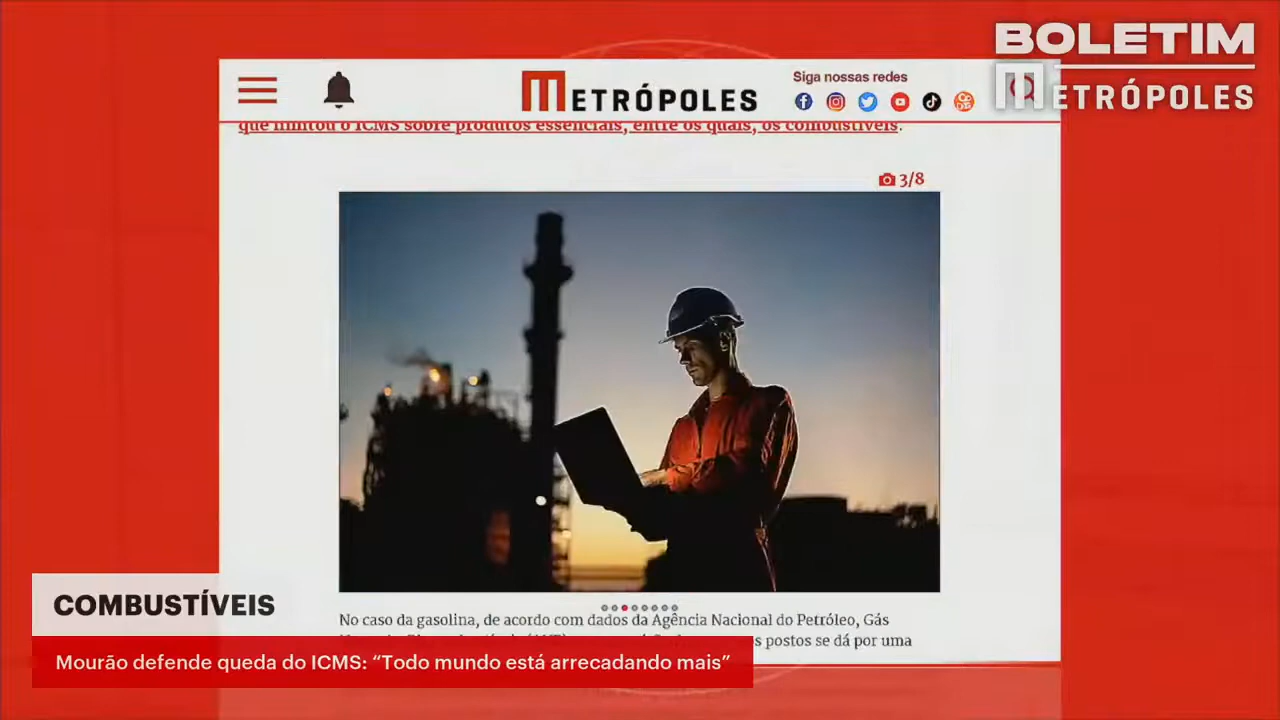 BOLETIM
METRÓPOLES
Siga nossas redes
METRÓPOLES
que limitou o ICMS sobre produtos essenciais, entre os quais, os combustíveis.
3/8
No caso da gasolina, de acordo com dados da Agência Nacional do Petróleo, Gás
postos se dá por uma
COMBUSTÍVEIS
Mourão defende queda do ICMS: “Todo mundo está arrecadando mais”